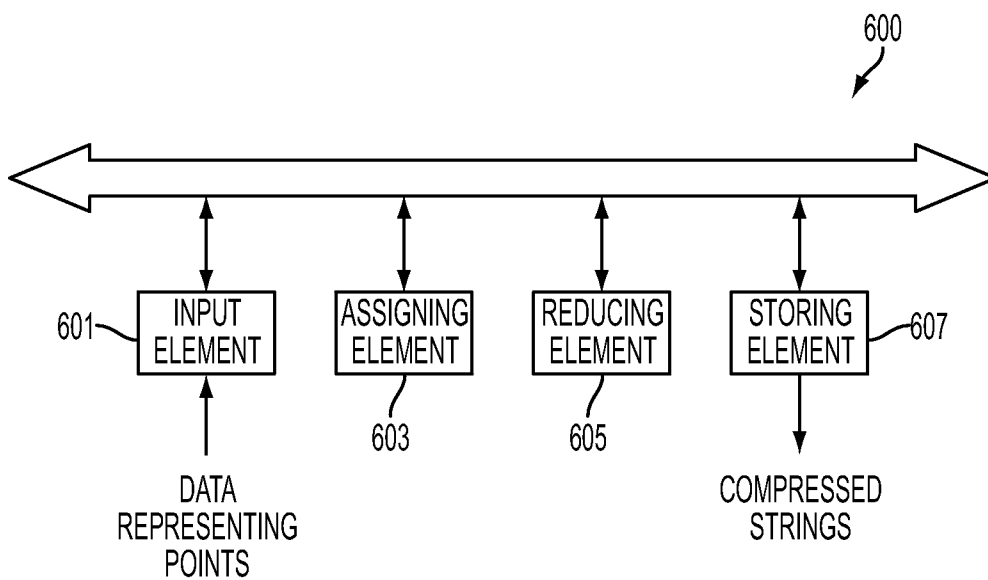 600
601
INPUT
ELEMENT
ASSIGNING
ELEMENT
REDUCING
ELEMENT
STORING
ELEMENT
607
603
605
DATA
REPRESENTING
POINTS
COMPRESSED
STRINGS